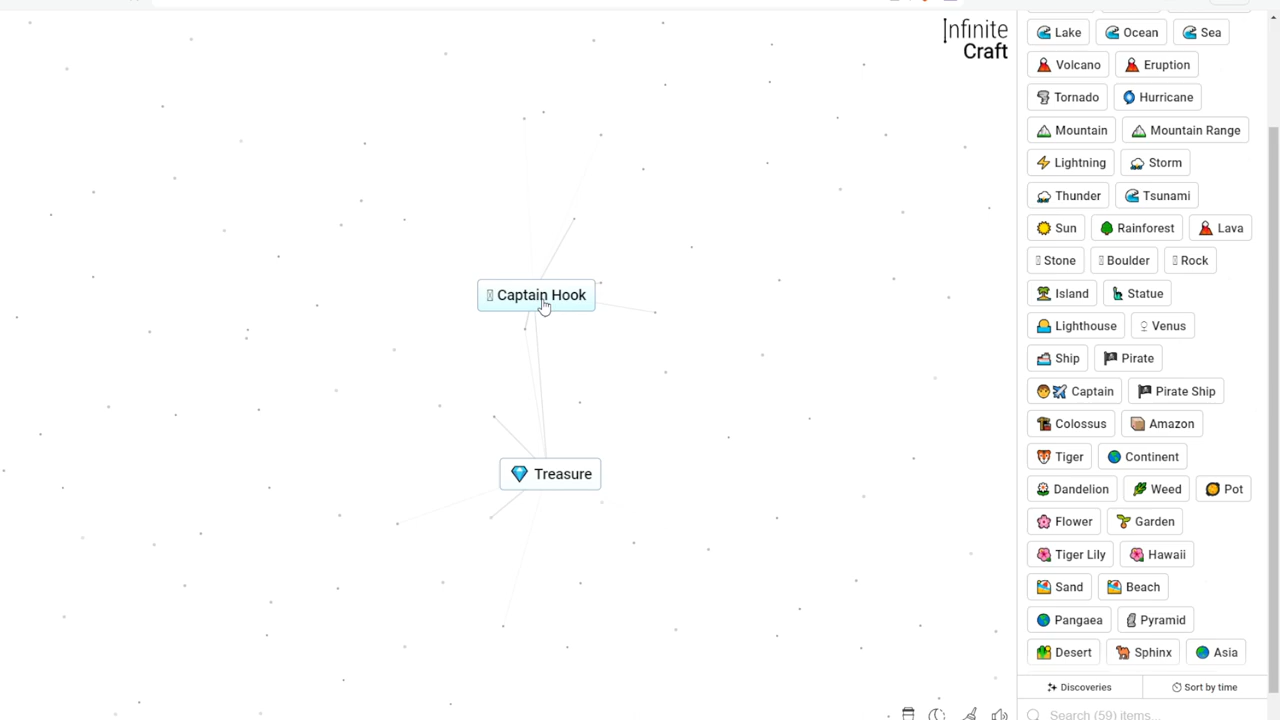 Infinite
Craft
Captain Hook
Treasure
Lake Ocean Sea
Volcano Eruption
Tornado Hurricane
Mountain Mountain Range
Lightning Storm
Thunder Tsunami
Sun Rainforest Lava
Stone Boulder Rock
Island Statue
Lighthouse Venus
Ship Pirate
Captain Pirate Ship
Colossus Amazon
Tiger Continent
Dandelion Weed Pot
Flower Garden
Tiger Lily Hawaii
Sand Beach
Pangaea Pyramid
Desert Sphinx Asia
Discoveries Sort by time
Search (59) items...